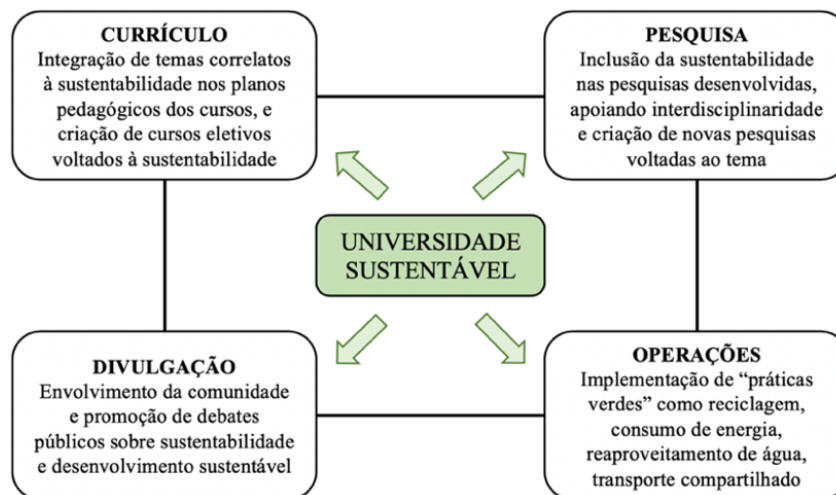 CURRÍCULO
Integração de temas correlatos
à sustentabilidade nos planos
pedagógicos dos cursos, e
criação de cursos eletivos
voltados à sustentabilidade
PESQUISA
Inclusão da sustentabilidade
nas pesquisas desenvolvidas,
apoiando interdisciplinaridade
e criação de novas pesquisas
voltadas ao tema
UNIVERSIDADE
SUSTENTÁVEL
DIVULGAÇÃO
Envolvimento da comunidade
e promoção de debates
públicos sobre sustentabilidade
e desenvolvimento sustentável
OPERAÇÕES
Implementação de “práticas
verdes” como reciclagem,
consumo de energia,
reaproveitamento de água,
transporte compartilhado